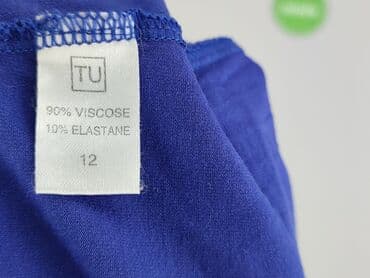 TU
90% VISCOSE
10% ELASTANE
12